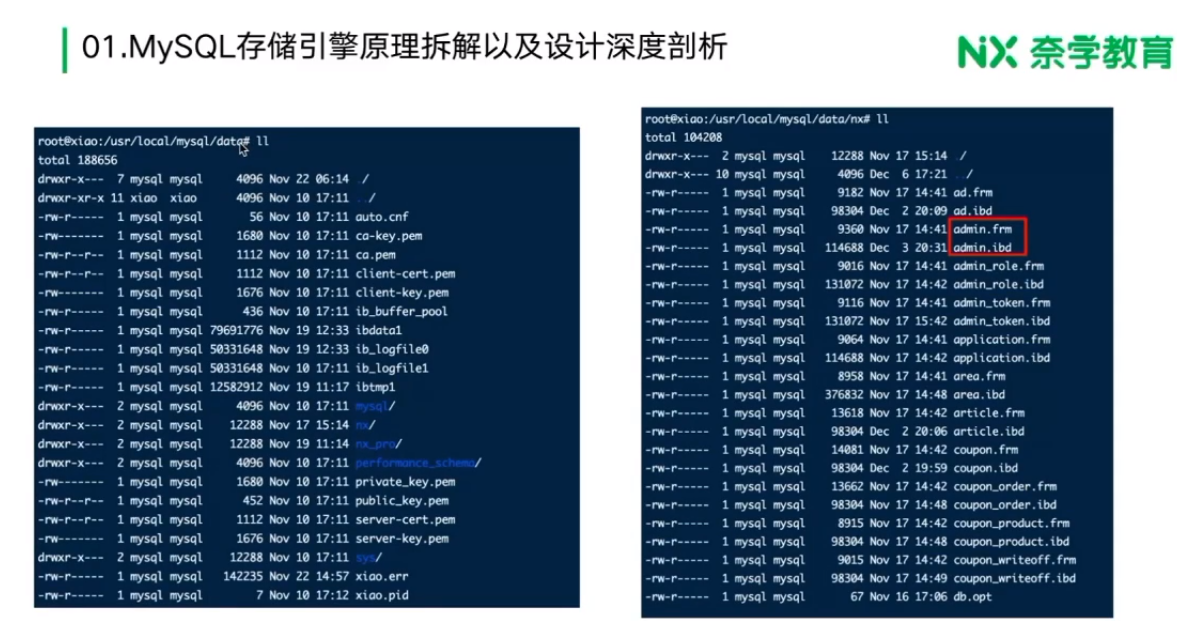 01.MySQL存储引擎原理拆解以及设计深度剖析
NX 奈学教育
root@xiao:/usr/local/mysql/data# ll
total 188656
drwxr-x--- 7 mysql mysql 4096 Nov 22 06:14 ./
drwxr-xr-x 11 xiao xiao 4096 Nov 10 17:11 ../
-rw-r----- 1 mysql mysql 56 Nov 10 17:11 auto.cnf
-rw------- 1 mysql mysql 1680 Nov 10 17:11 ca-key.pem
-rw-r--r-- 1 mysql mysql 1112 Nov 10 17:11 ca.pem
-rw-r--r-- 1 mysql mysql 1112 Nov 10 17:11 client-cert.pem
-rw------- 1 mysql mysql 1676 Nov 10 17:11 client-key.pem
-rw-r----- 1 mysql mysql 436 Nov 10 17:11 ib_buffer_pool
-rw-r----- 1 mysql mysql 79691776 Nov 19 12:33 ibdata1
-rw-r----- 1 mysql mysql 50331648 Nov 19 12:33 ib_logfile0
-rw-r----- 1 mysql mysql 50331648 Nov 10 17:11 ib_logfile1
-rw-r----- 1 mysql mysql 12582912 Nov 19 11:17 ibtmp1
drwxr-x--- 2 mysql mysql 4096 Nov 10 17:11 mysql/
drwxr-x--- 2 mysql mysql 12288 Nov 17 15:14 nx/
drwxr-x--- 2 mysql mysql 12288 Nov 19 11:14 nx_pro/
drwxr-x--- 2 mysql mysql 4096 Nov 10 17:11 performance_schema/
-rw------- 1 mysql mysql 1680 Nov 10 17:11 private_key.pem
-rw-r--r-- 1 mysql mysql 452 Nov 10 17:11 public_key.pem
-rw-r--r-- 1 mysql mysql 1112 Nov 10 17:11 server-cert.pem
-rw------- 1 mysql mysql 1676 Nov 10 17:11 server-key.pem
drwxr-x--- 2 mysql mysql 12288 Nov 10 17:11 sys/
-rw-r----- 1 mysql mysql 142235 Nov 22 14:57 xiao.err
-rw-r----- 1 mysql mysql 7 Nov 10 17:12 xiao.pid
root@xiao:/usr/local/mysql/data/nx# ll
total 104208
drwxr-x--- 2 mysql mysql 12288 Nov 17 15:14 ./
drwxr-x--- 10 mysql mysql 4096 Dec 6 17:21 ../
-rw-r----- 1 mysql mysql 9182 Nov 17 14:41 ad.frm
-rw-r----- 1 mysql mysql 98304 Dec 2 20:09 ad.ibd
-rw-r----- 1 mysql mysql 9360 Nov 17 14:41 admin.frm
-rw-r----- 1 mysql mysql 114688 Dec 3 20:31 admin.ibd
-rw-r----- 1 mysql mysql 9016 Nov 17 14:41 admin_role.frm
-rw-r----- 1 mysql mysql 131072 Nov 17 14:42 admin_role.ibd
-rw-r----- 1 mysql mysql 9116 Nov 17 14:41 admin_token.frm
-rw-r----- 1 mysql mysql 131072 Nov 17 15:42 admin_token.ibd
-rw-r----- 1 mysql mysql 9064 Nov 17 14:41 application.frm
-rw-r----- 1 mysql mysql 114688 Nov 17 14:42 application.ibd
-rw-r----- 1 mysql mysql 8958 Nov 17 14:41 area.frm
-rw-r----- 1 mysql mysql 376832 Nov 17 14:48 area.ibd
-rw-r----- 1 mysql mysql 13618 Nov 17 14:42 article.frm
-rw-r----- 1 mysql mysql 98304 Dec 2 20:06 article.ibd
-rw-r----- 1 mysql mysql 14081 Nov 17 14:42 coupon.frm
-rw-r----- 1 mysql mysql 98304 Dec 2 19:59 coupon.ibd
-rw-r----- 1 mysql mysql 13662 Nov 17 14:42 coupon_order.frm
-rw-r----- 1 mysql mysql 98304 Nov 17 14:48 coupon_order.ibd
-rw-r----- 1 mysql mysql 8915 Nov 17 14:42 coupon_product.frm
-rw-r----- 1 mysql mysql 98304 Nov 17 14:48 coupon_product.ibd
-rw-r----- 1 mysql mysql 9015 Nov 17 14:42 coupon_writeoff.frm
-rw-r----- 1 mysql mysql 98304 Nov 17 14:49 coupon_writeoff.ibd
-rw-r----- 1 mysql mysql 67 Nov 16 17:06 db.opt